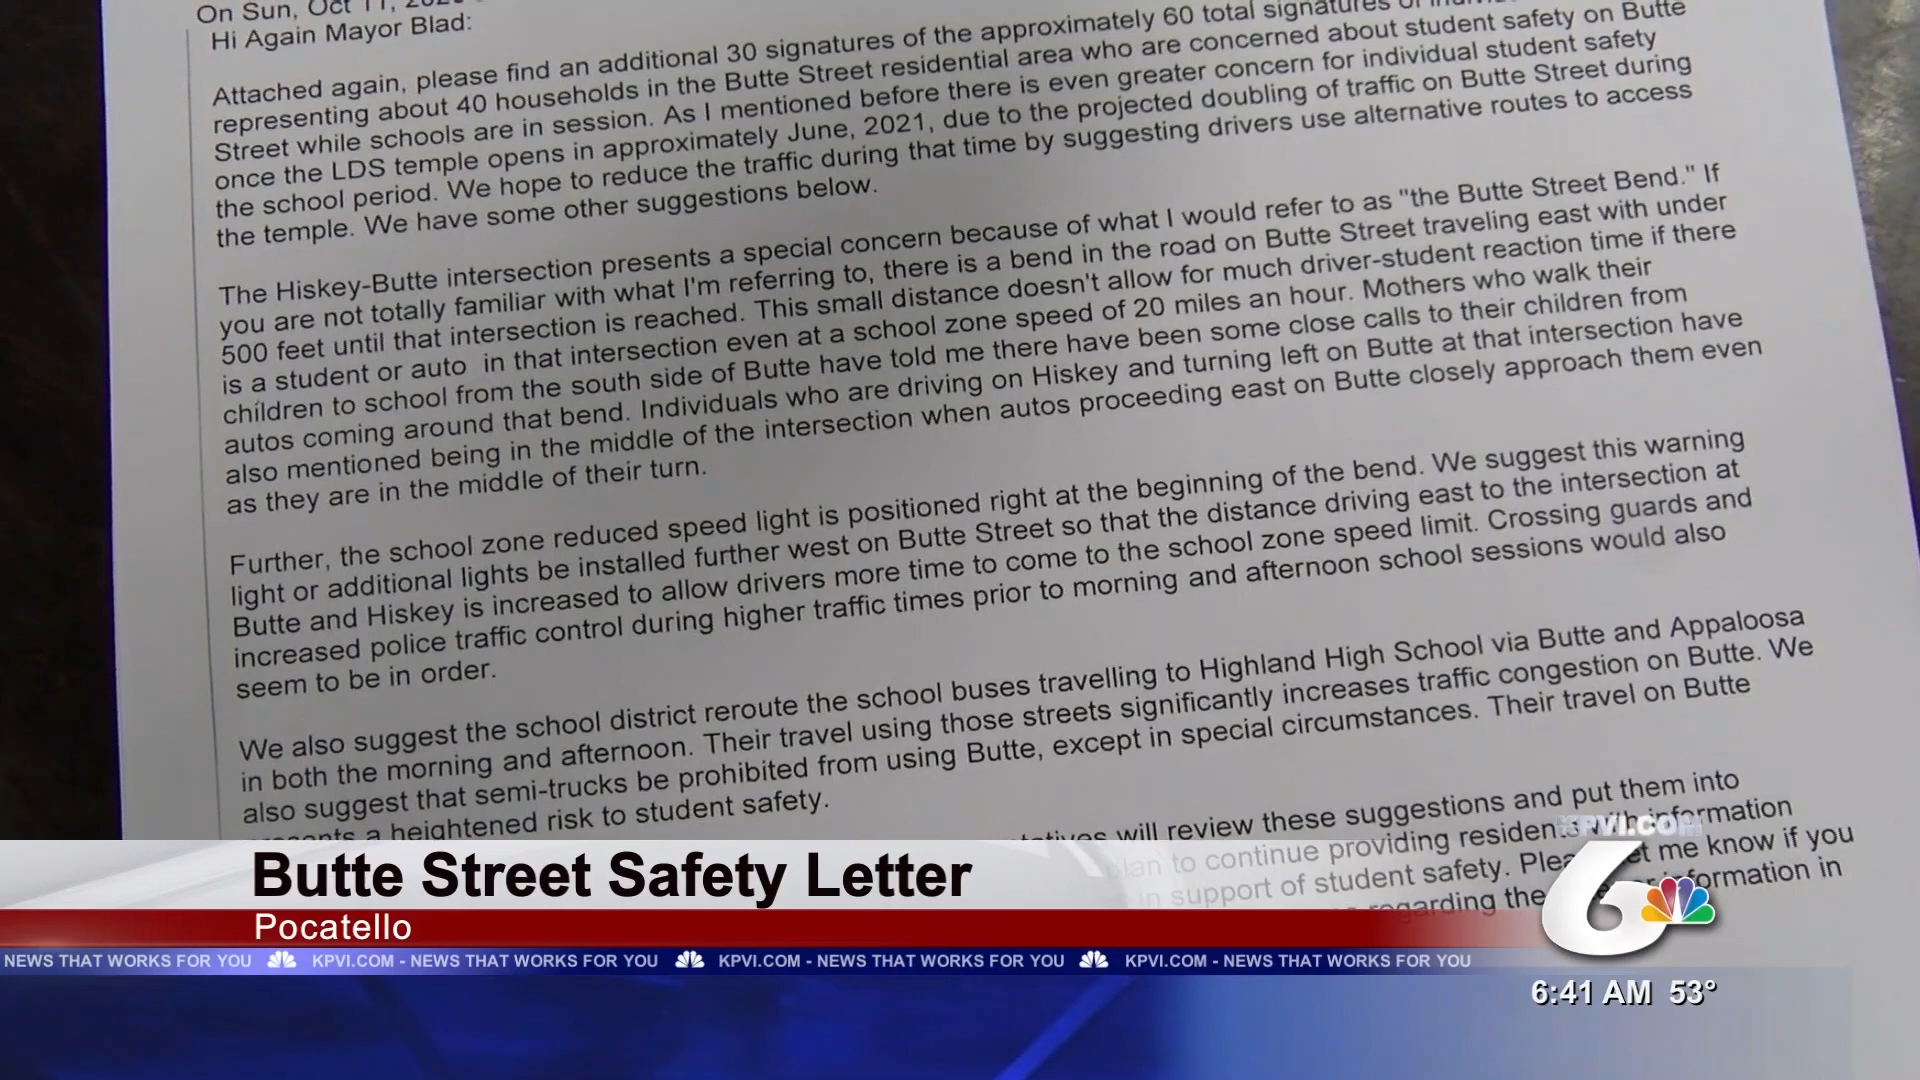 On Sun, Oct 11,
Hi Again Mayor Blad:
Attached again, please find an additional 30 signatures of the approximately 60 total signatures of
representing about 40 households in the Butte Street residential area who are concerned about student safety on Butte
Street while schools are in session. As I mentioned before there is even greater concern for individual student safety
once the LDS temple opens in approximately June, 2021, due to the projected doubling of traffic on Butte Street during
the school period. We hope to reduce the traffic during that time by suggesting drivers use alternative routes to access
the temple. We have some other suggestions below.
The Hiskey-Butte intersection presents a special concern because of what I would refer to as "the Butte Street Bend." If
you are not totally familiar with what I'm referring to, there is a bend in the road on Butte Street traveling east with under
500 feet until that intersection is reached. This small distance doesn't allow for much driver-student reaction time if there
is a student or auto in that intersection even at a school zone speed of 20 miles an hour. Mothers who walk their
children to school from the south side of Butte have told me there have been some close calls to their children from
autos coming around that bend. Individuals who are driving on Hiskey and turning left on Butte at that intersection have
also mentioned being in the middle of the intersection when autos proceeding east on Butte closely approach them even
as they are in the middle of their turn.
Further, the school zone reduced speed light is positioned right at the beginning of the bend. We suggest this warning
light or additional lights be installed further west on Butte Street so that the distance driving east to the intersection at
Butte and Hiskey is increased to allow drivers more time to come to the school zone speed limit. Crossing guards and
increased police traffic control during higher traffic times prior to morning and afternoon school sessions would also
seem to be in order.
We also suggest the school district reroute the school buses travelling to Highland High School via Butte and Appaloosa
in both the morning and afternoon. Their travel using those streets significantly increases traffic congestion on Butte. We
also suggest that semi-trucks be prohibited from using Butte, except in special circumstances. Their travel on Butte
a heightened risk to student safety.
will review these suggestions and put them into
to continue providing residents with information
in support of student safety. Please let me know if you
regarding the information in
KPVI.COM
6
Butte Street Safety Letter
Pocatello
NEWS THAT WORKS FOR YOU KPVI.COM - NEWS THAT WORKS FOR YOU KPVI.COM - NEWS THAT WORKS FOR YOU KPVI.COM - NEWS THAT WORKS FOR YOU
6:41 AM 53°